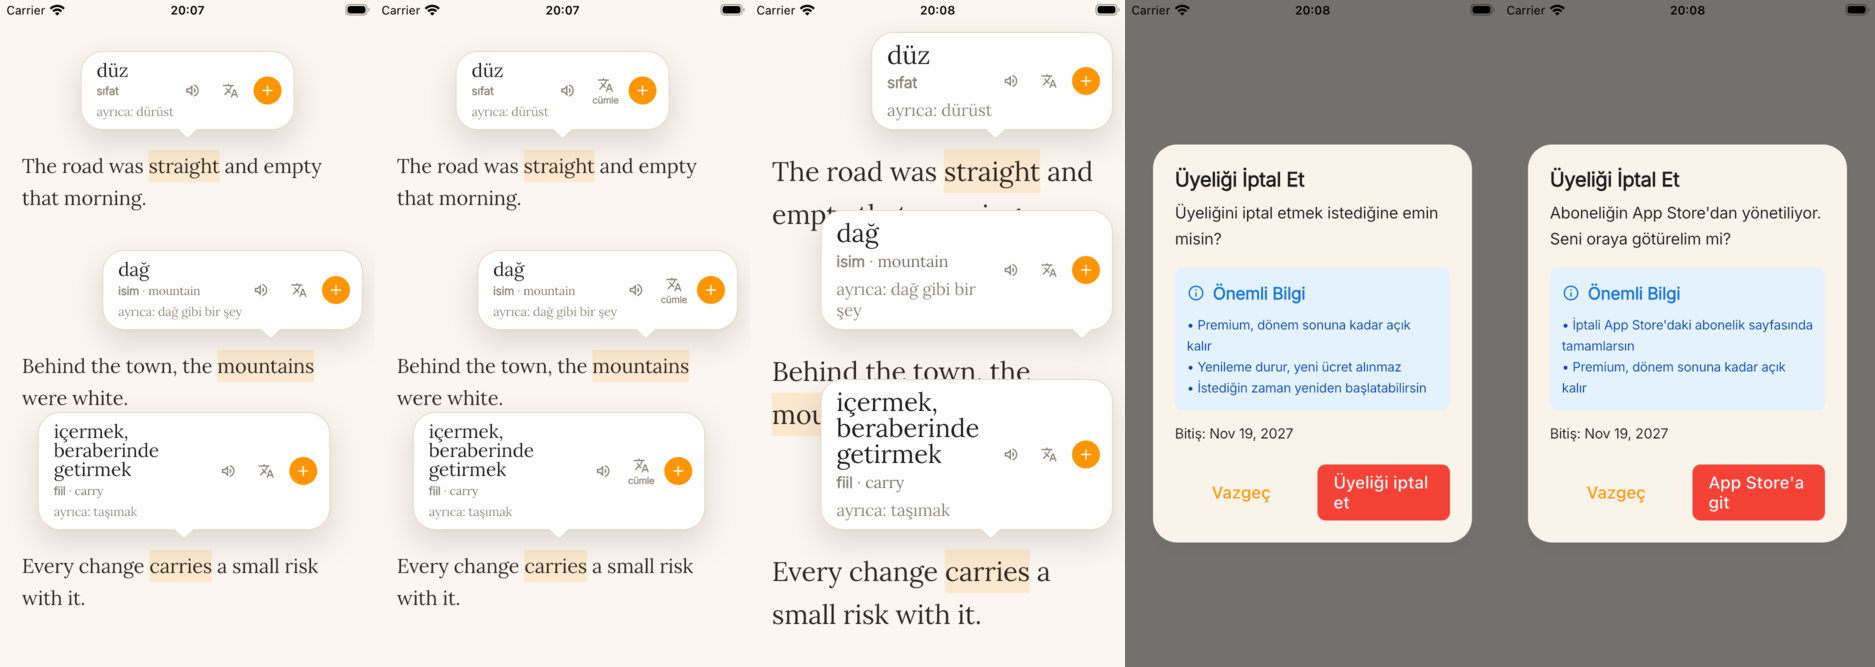 Carrier 20:07
düz
sıfat
ayrıca: dürüst
The road was straight and empty
that morning.
dağ
isim · mountain
ayrıca: dağ gibi bir şey
Behind the town, the mountains
were white.
içermek,
beraberinde
getirmek
fiil · carry
ayrıca: taşımak
Every change carries a small risk
with it.
Carrier 20:07
düz
sıfat
cümle
ayrıca: dürüst
The road was straight and empty
that morning.
dağ
isim · mountain
cümle
ayrıca: dağ gibi bir şey
Behind the town, the mountains
were white.
içermek,
beraberinde
getirmek
cümle
fiil · carry
ayrıca: taşımak
Every change carries a small risk
with it.
Carrier 20:08
düz
sıfat
ayrıca: dürüst
The road was straight and
dağ
isim · mountain
ayrıca: dağ gibi bir
şey
Behind the town, the
içermek,
beraberinde
getirmek
fiil · carry
ayrıca: taşımak
Every change carries a
small risk with it.
Carrier 20:08
Üyeliği İptal Et
Üyeliğini iptal etmek istediğine emin
misin?
Önemli Bilgi
• Premium, dönem sonuna kadar açık
kalır
• Yenileme durur, yeni ücret alınmaz
• İstediğin zaman yeniden başlatabilirsin
Bitiş: Nov 19, 2027
Vazgeç
Üyeliği iptal
et
Carrier 20:08
Üyeliği İptal Et
Aboneliğin App Store'dan yönetiliyor.
Seni oraya götürelim mi?
Önemli Bilgi
• İptali App Store'daki abonelik sayfasında
tamamlarsın
• Premium, dönem sonuna kadar açık
kalır
Bitiş: Nov 19, 2027
Vazgeç
App Store'a
git